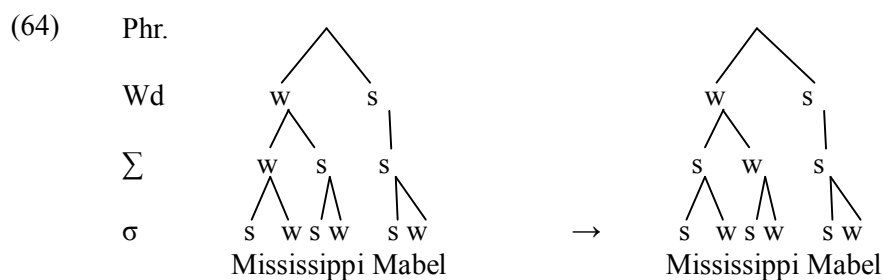 (64) Phr.
Wd w s w s
∑ w s s s w s
σ s w s w s w → s w s w s w
Mississippi Mabel Mississippi Mabel